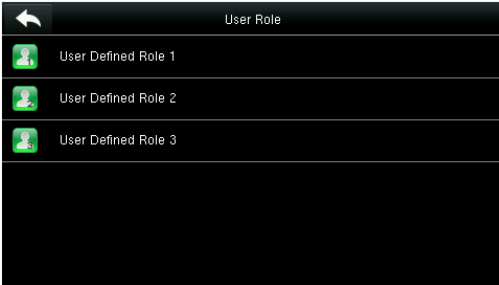 User Role
User Defined Role 1
User Defined Role 2
User Defined Role 3